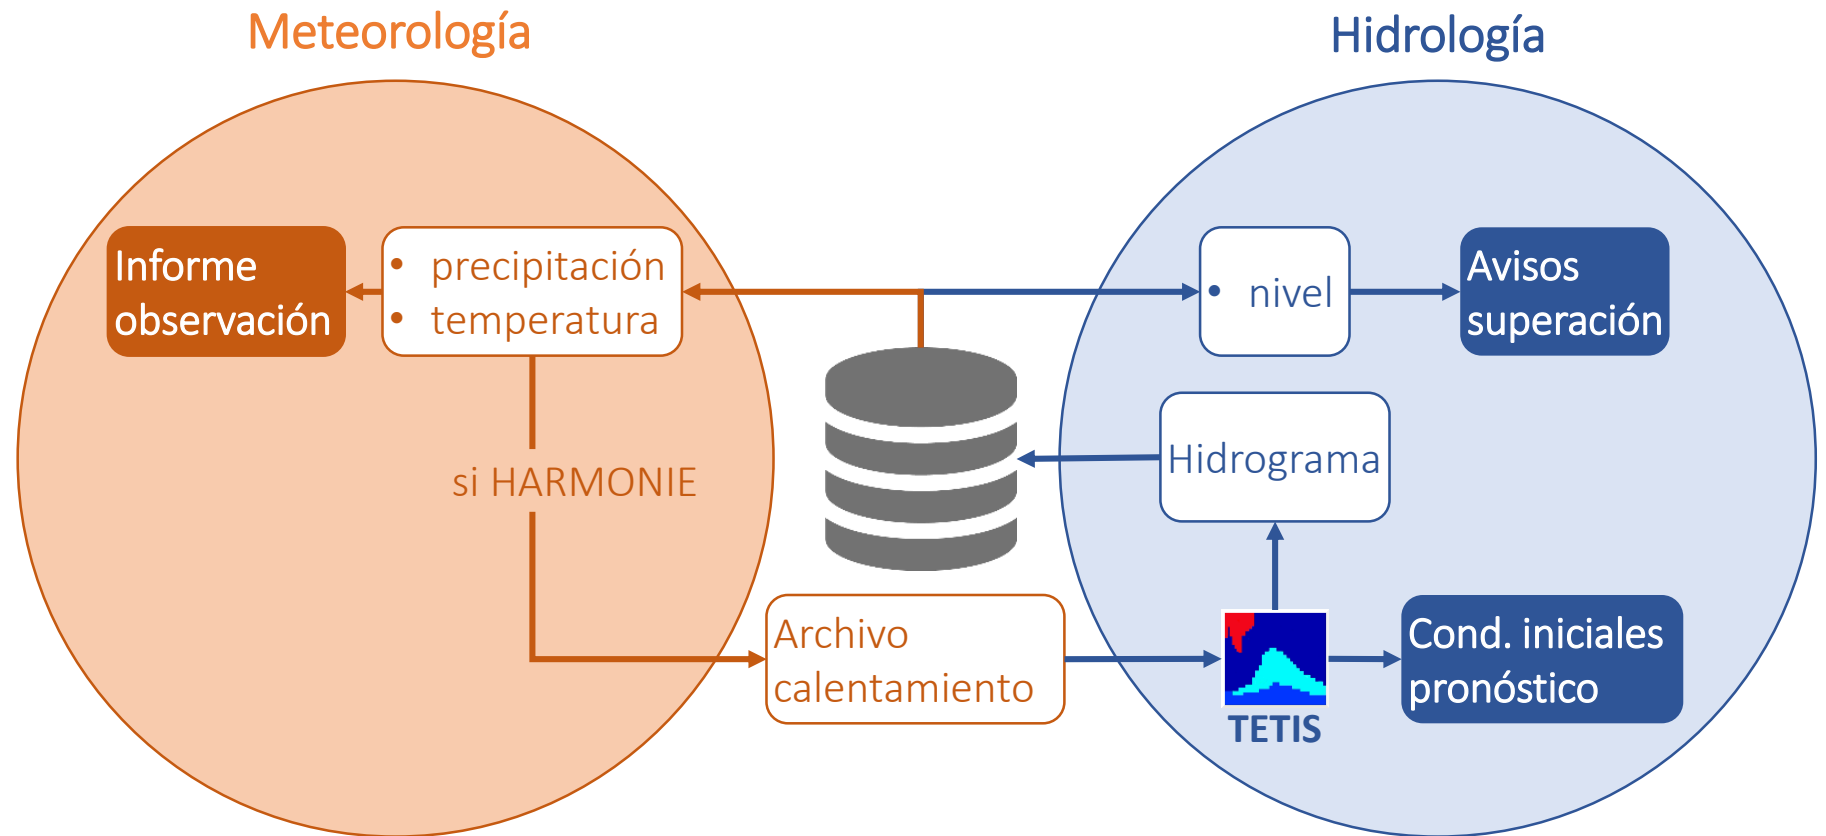 Meteorología
Hidrología
Informe
observación
• precipitación
• temperatura
• nivel
Avisos
superación
Hidrograma
si HARMONIE
Archivo
calentamiento
TETIS
Cond. iniciales
pronóstico